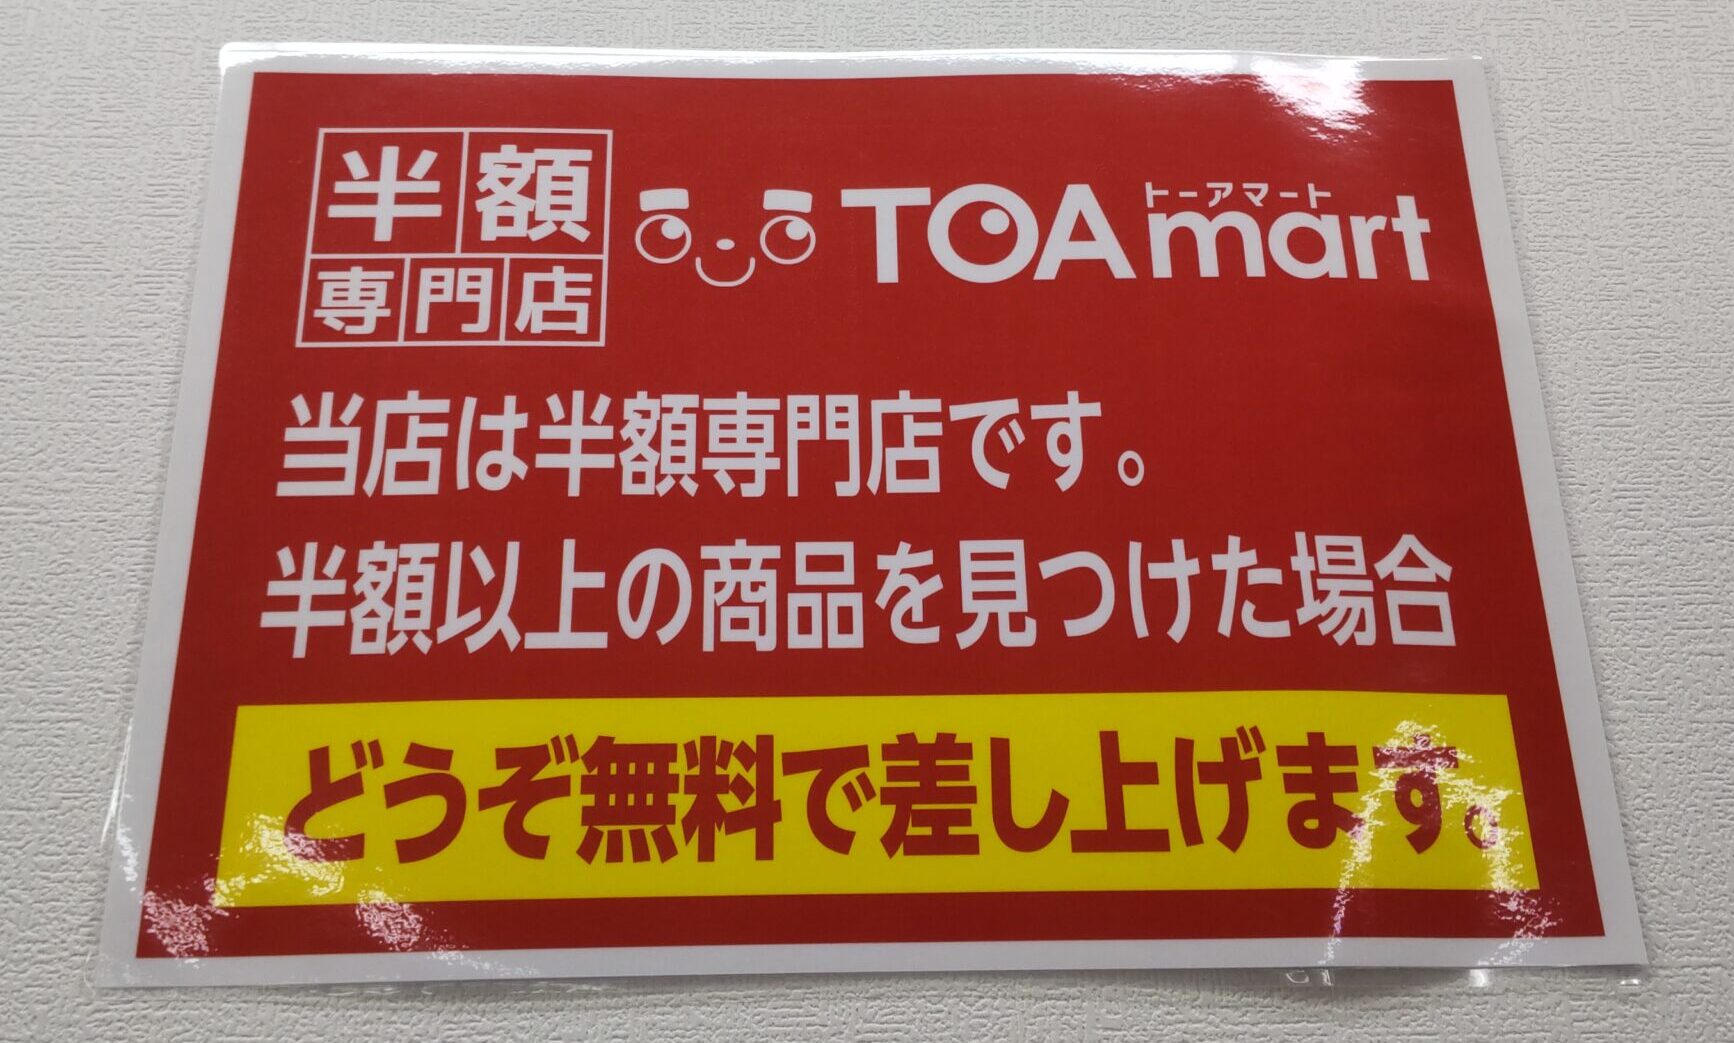 半額
専門店
トーアマート
TOA mart
当店は半額専門店です。
半額以上の商品を見つけた場合
どうぞ無料で差し上げます。